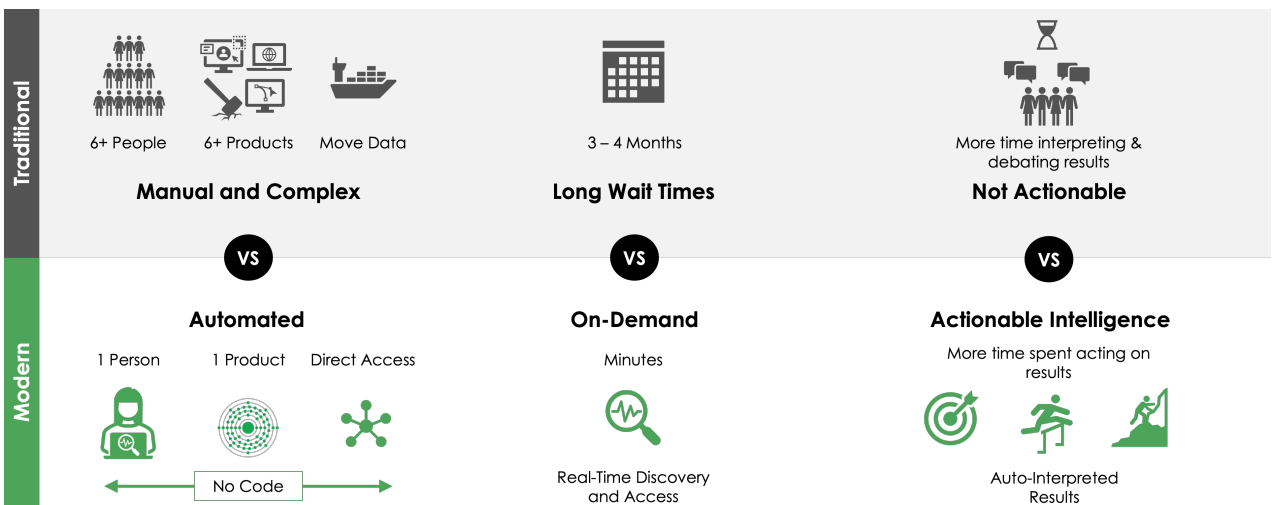 Traditional
6+ People
6+ Products
Move Data
Manual and Complex
3 – 4 Months
Long Wait Times
More time interpreting &
debating results
Not Actionable
VS
VS
VS
Modern
Automated
1 Person
1 Product
Direct Access
No Code
On-Demand
Minutes
Real-Time Discovery
and Access
Actionable Intelligence
More time spent acting on
results
Auto-Interpreted
Results